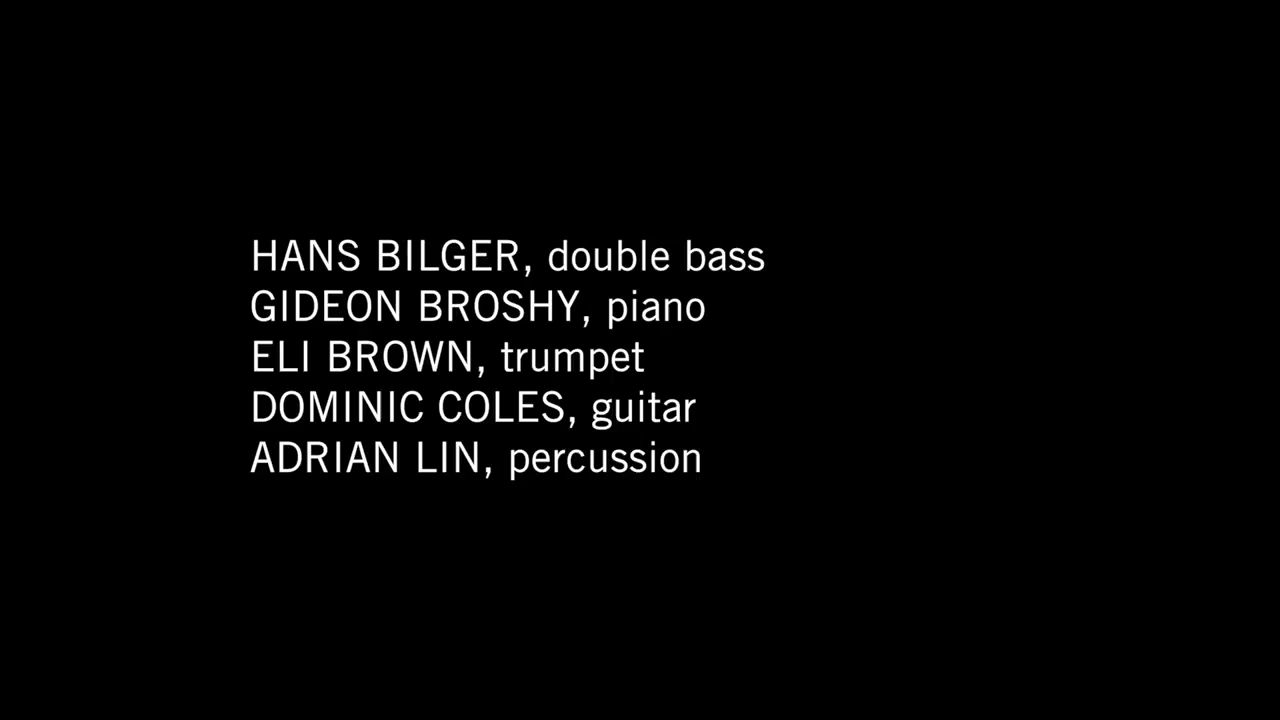 HANS BILGER, double bass
GIDEON BROSHY, piano
ELI BROWN, trumpet
DOMINIC COLES, guitar
ADRIAN LIN, percussion